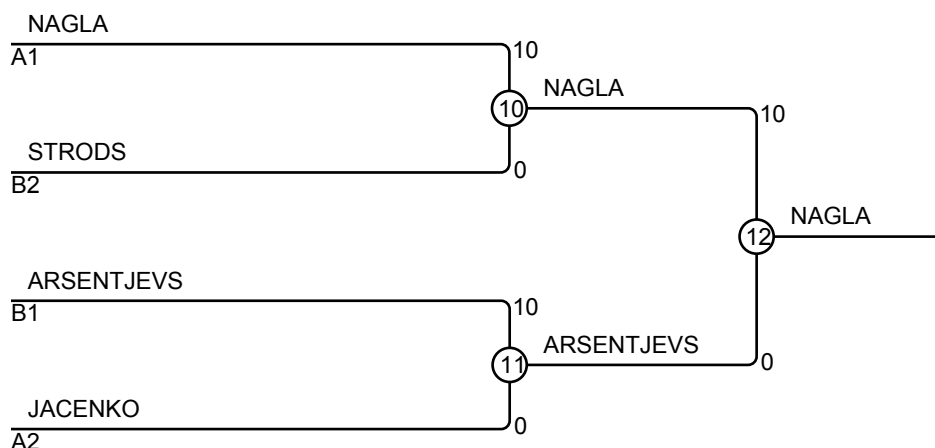 NAGLA
A1
10
10
NAGLA
10
STRODS
B2
0
12
NAGLA
ARSENTJEVS
B1
10
11
ARSENTJEVS
0
JACENKO
A2
0